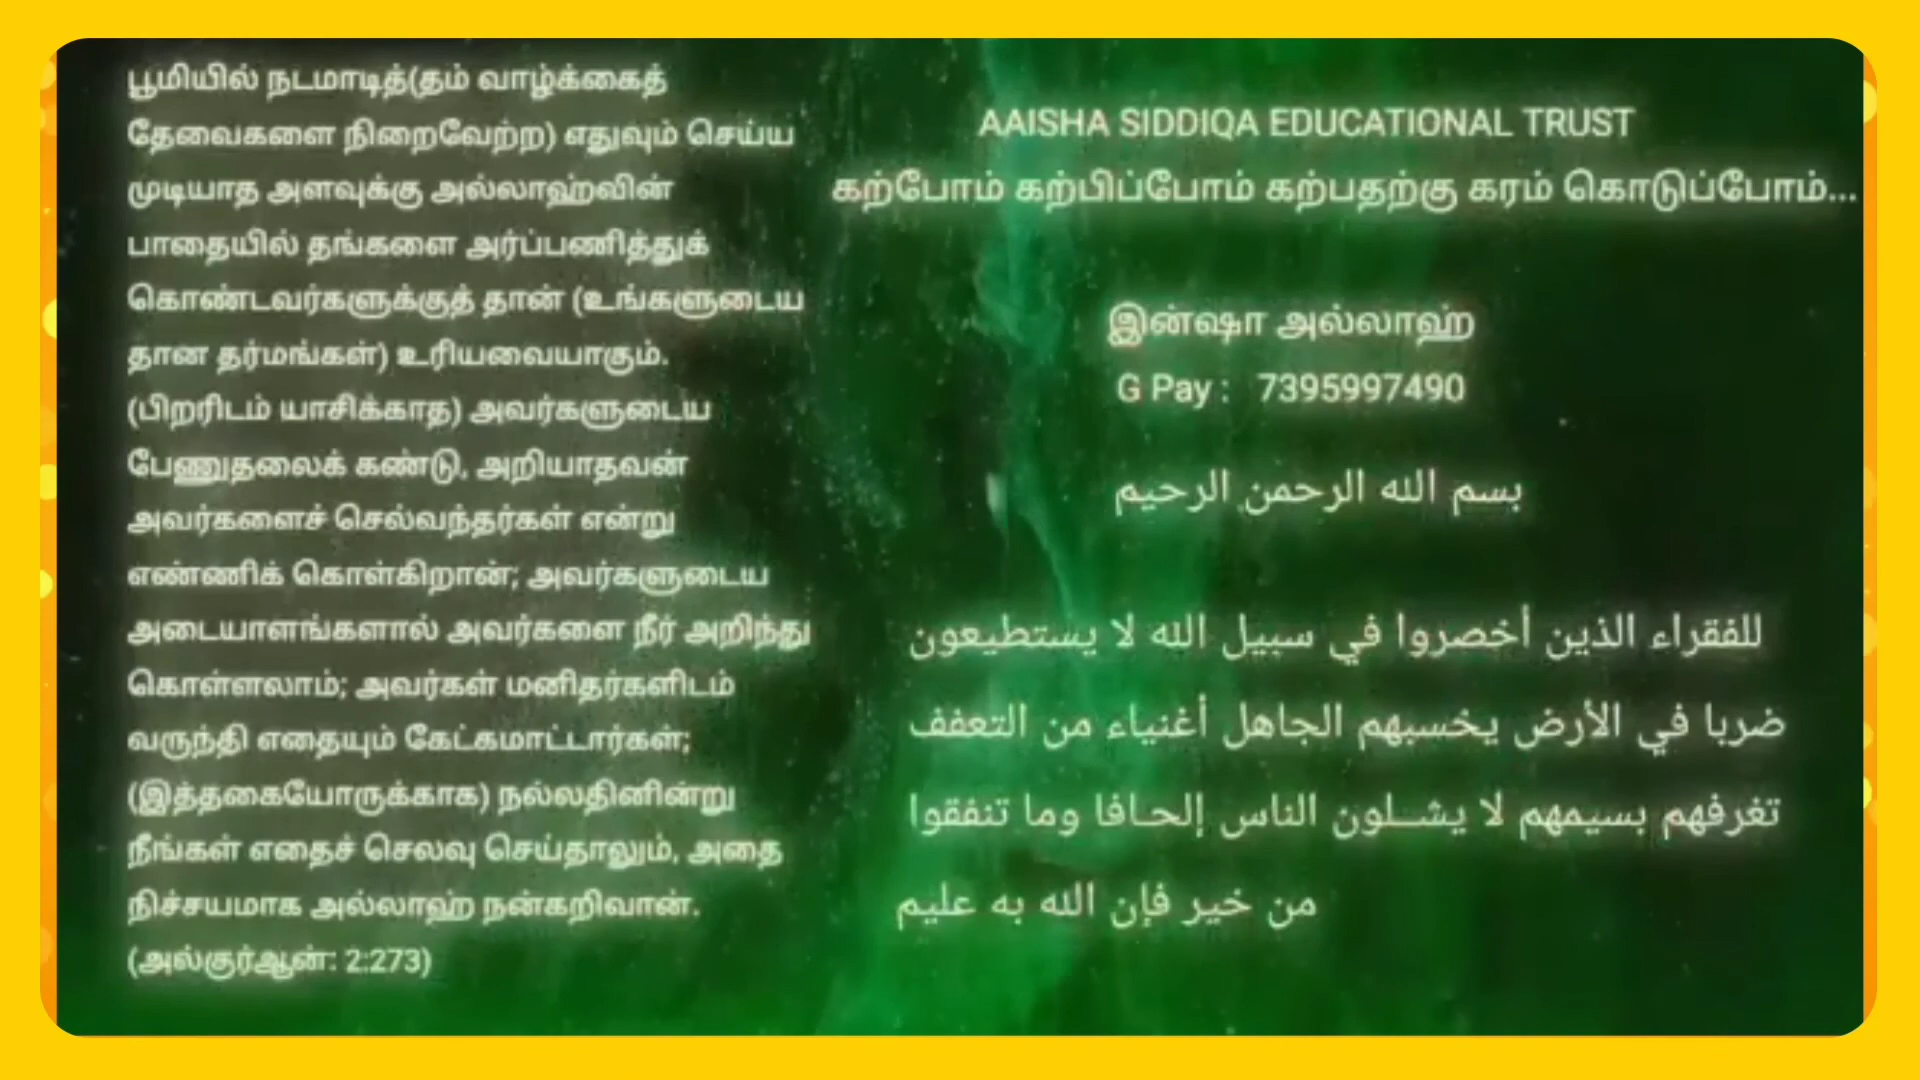 பூமியில் நடமாடித்(தம் வாழ்க்கைத்
தேவைகளை நிறைவேற்ற) எதுவும் செய்ய
முடியாத அளவுக்கு அல்லாஹ்வின்
பாதையில் தங்களை அர்ப்பணித்துக்
கொண்டவர்களுக்குத் தான் (உங்களுடைய
தான தர்மங்கள்) உரியவையாகும்.
(பிறரிடம் யாசிக்காத) அவர்களுடைய
பேணுதலைக் கண்டு, அறியாதவன்
அவர்களைச் செல்வந்தர்கள் என்று
எண்ணிக் கொள்கிறான்; அவர்களுடைய
அடையாளங்களால் அவர்களை நீர் அறிந்து
கொள்ளலாம்; அவர்கள் மனிதர்களிடம்
வருந்தி எதையும் கேட்கமாட்டார்கள்;
(இத்தகையோருக்காக) நல்லதினின்று
நீங்கள் எதைச் செலவு செய்தாலும், அதை
நிச்சயமாக அல்லாஹ் நன்கறிவான்.
(அல்குர்ஆன்: 2:273)
AAISHA SIDDIQA EDUCATIONAL TRUST
கற்போம் கற்பிப்போம் கற்பதற்கு கரம் கொடுப்போம்...
இன்ஷா அல்லாஹ்
G Pay : 7395997490
بسم الله الرحمن الرحيم
للفقراء الذين أخصروا في سبيل الله لا يستطيعون
ضربا في الأرض يخسبهم الجاهل أغنياء من التعفف
تغرفهم بسيمهم لا يشلون الناس إلحافا وما تنفقوا
من خير فإن الله به عليم